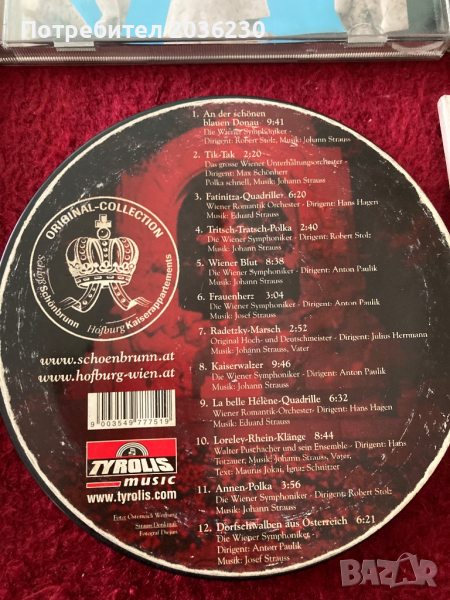 Потребител 2036230
1. An der schönen
blauen Donau 9:41
Die Wiener Symphoniker -
Dirigent: Robert Stolz, Musik: Johann Strauss
2. Tik-Tak 2:20
Das grosse Wiener Unterhaltungsorchester -
Dirigent: Max Schönherr
Polka schnell, Musik: Johann Strauss
3. Fatinitza-Quadrille 6:20
Wiener Romantik Orchester - Dirigent: Hans Hagen
Musik: Eduard Strauss
4. Tritsch-Tratsch-Polka 2:40
Die Wiener Symphoniker - Dirigent: Robert Stolz
Musik: Johann Strauss
5. Wiener Blut 8:38
Die Wiener Symphoniker - Dirigent: Anton Paulik
Musik: Johann Strauss
6. Frauenherz 3:04
Die Wiener Symphoniker - Dirigent: Anton Paulik
Musik: Josef Strauss
7. Radetzky-Marsch 2:52
Original Hoch- und Deutschmeister - Dirigent: Julius Herrmann
Musik: Johann Strauss, Vater
8. Kaiserwalzer 9:46
Die Wiener Symphoniker - Dirigent: Anton Paulik
Musik: Johann Strauss
9. La belle Hélène-Quadrille 6:32
Wiener Romantik-Orchester - Dirigent: Hans Hagen
Musik: Eduard Strauss
10. Loreley-Rhein-Klänge 8:44
Walter Puschacher und sein Ensemble - Dirigent: Hans
Totzauer, Musik: Johann Strauss, Vater,
Text: Maurus Jokai, Ignaz Schnitzer
11. Annen-Polka 3:56
Die Wiener Symphoniker - Dirigent: Robert Stolz
Musik: Johann Strauss
12. Dorfschwalben aus Österreich 6:21
Die Wiener Symphoniker -
Dirigent: Anton Paulik
Musik: Josef Strauss
ORIGINAL-COLLECTION
Schloß Schönbrunn
Hofburg Kaiserappartements
www.schoenbrunn.at
www.hofburg-wien.at
9 003549 777519
TYROLIS
music
www.tyrolis.com
Foto: Österreich Werbung
Strauss Denkmal
Fotograf Diejun
BAZAR.bg